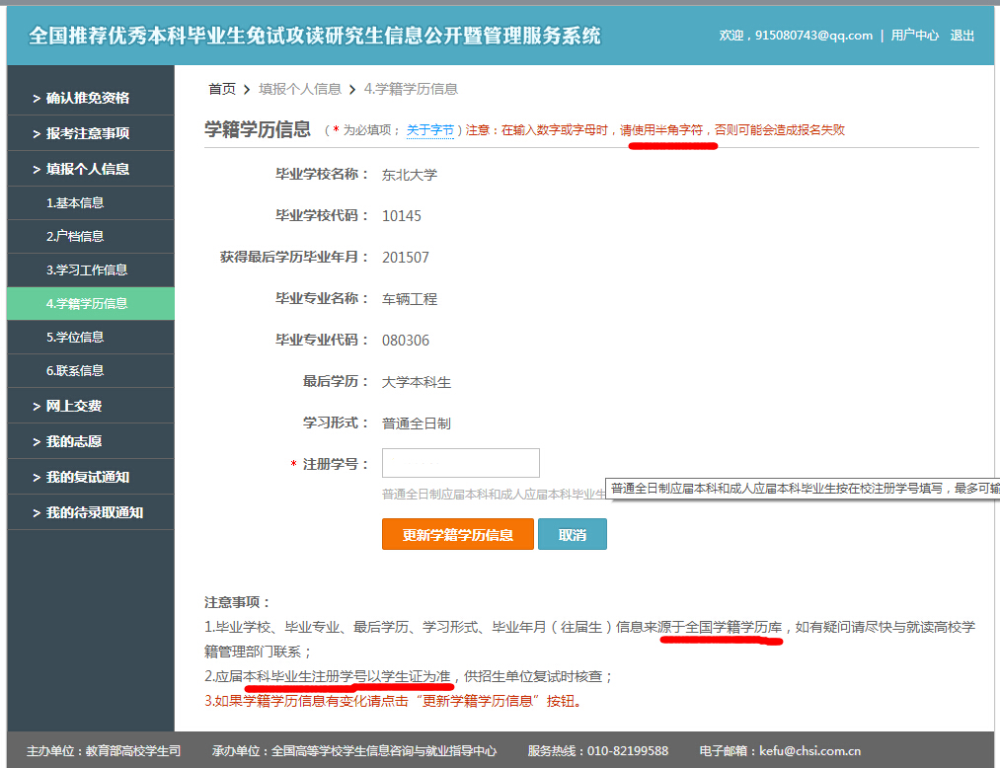 全国推荐优秀本科毕业生免试攻读研究生信息公开暨管理服务系统
欢迎，915080743@qq.com | 用户中心 退出
> 确认推免资格
> 报考注意事项
> 填报个人信息
1.基本信息
2.户档信息
3.学习工作信息
4.学籍学历信息
5.学位信息
6.联系信息
> 网上交费
> 我的志愿
> 我的复试通知
> 我的待录取通知
首页 > 填报个人信息 > 4.学籍学历信息
学籍学历信息 （ * 为必填项； 关于字节 ）注意：在输入数字或字母时，请使用半角字符，否则可能会造成报名失败
毕业学校名称： 东北大学
毕业学校代码： 10145
获得最后学历毕业年月： 201507
毕业专业名称： 车辆工程
毕业专业代码： 080306
最后学历： 大学本科生
学习形式： 普通全日制
* 注册学号：
普通全日制应届本科和成人应届本科毕业生
普通全日制应届本科和成人应届本科毕业生按在校注册学号填写，最多可输
更新学籍学历信息 取消
注意事项：
1.毕业学校、毕业专业、最后学历、学习形式、毕业年月（往届生）信息来源于全国学籍学历库，如有疑问请尽快与就读高校学
籍管理部门联系；
2.应届本科毕业生注册学号以学生证为准，供招生单位复试时核查；
3.如果学籍学历信息有变化请点击“更新学籍学历信息”按钮。
主办单位：教育部高校学生司 承办单位：全国高等学校学生信息咨询与就业指导中心 服务热线：010-82199588 电子邮箱：kefu@chsi.com.cn